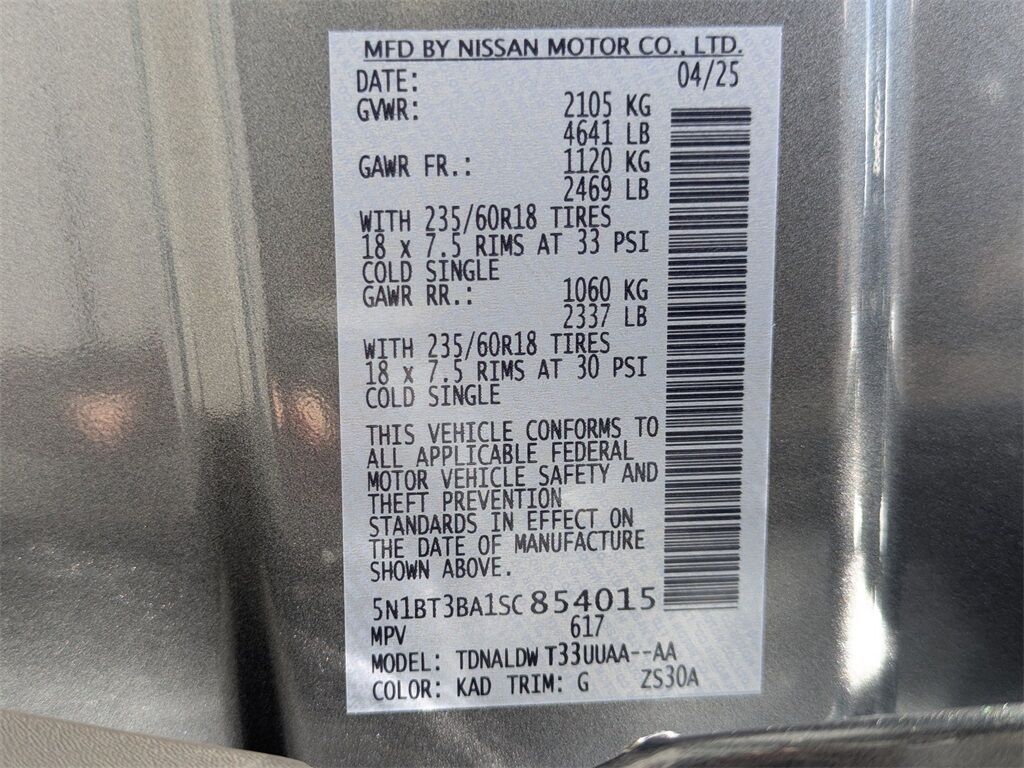 MFD BY NISSAN MOTOR CO., LTD.
DATE: 04/25
GVWR: 2105 KG
4641 LB
GAWR FR.: 1120 KG
2469 LB
WITH 235/60R18 TIRES
18 x 7.5 RIMS AT 33 PSI
COLD SINGLE
GAWR RR.: 1060 KG
2337 LB
WITH 235/60R18 TIRES
18 x 7.5 RIMS AT 30 PSI
COLD SINGLE
THIS VEHICLE CONFORMS TO
ALL APPLICABLE FEDERAL
MOTOR VEHICLE SAFETY AND
THEFT PREVENTION
STANDARDS IN EFFECT ON
THE DATE OF MANUFACTURE
SHOWN ABOVE.
5N1BT3BA1SC 854015
MPV 617
MODEL: TDNALDW T33UUAA--AA
COLOR: KAD TRIM: G ZS30A